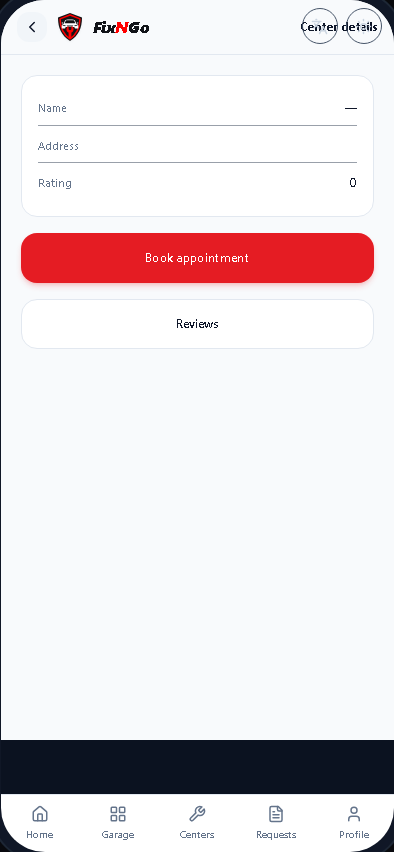 FixNGo
Center details
Name —
Address
Rating 0
Book appointment
Reviews
Home Garage Centers Requests Profile